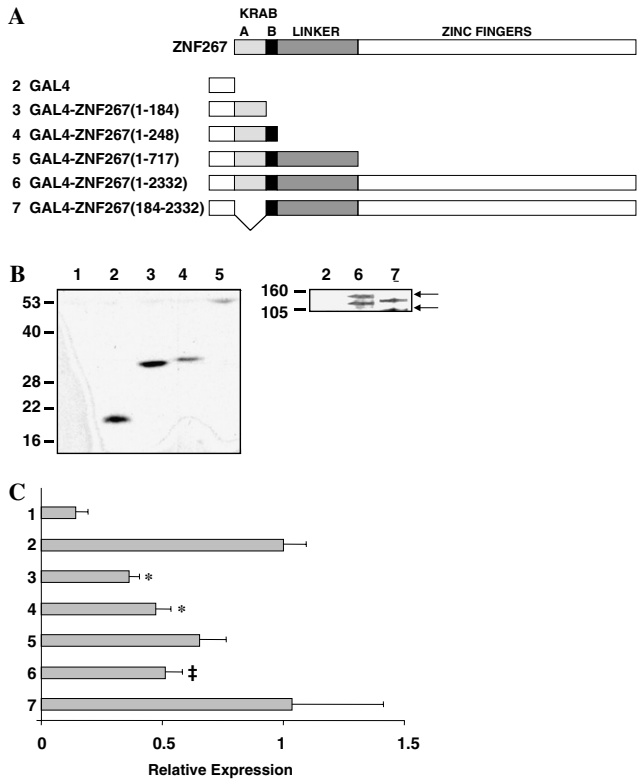 A
KRAB
A B LINKER ZINC FINGERS
ZNF267
2 GAL4
3 GAL4-ZNF267(1-184)
4 GAL4-ZNF267(1-248)
5 GAL4-ZNF267(1-717)
6 GAL4-ZNF267(1-2332)
7 GAL4-ZNF267(184-2332)
B
1 2 3 4 5
53
40
28
22
16
2 6 7
160
105
C
1
2
3 *
4 *
5
6 ‡
7
0 0.5 1 1.5
Relative Expression